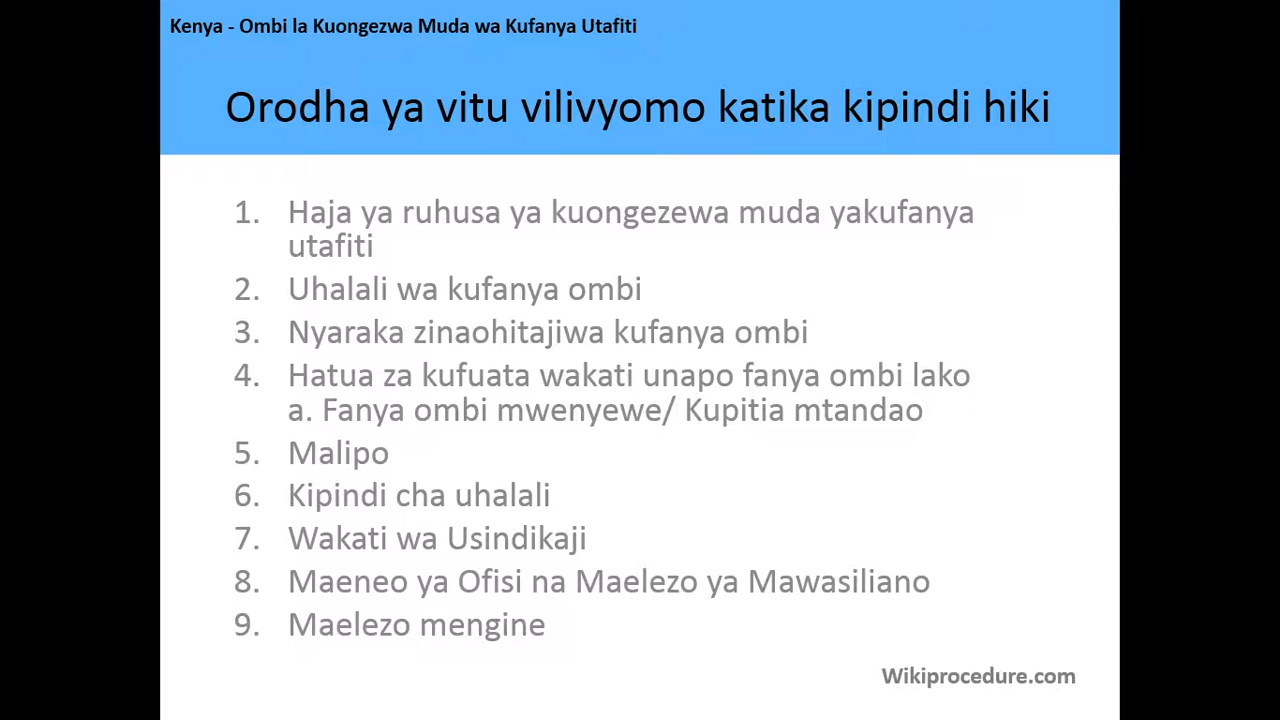 Kenya - Ombi la Kuongezwa Muda wa Kufanya Utafiti
Orodha ya vitu vilivyomo katika kipindi hiki
1. Haja ya ruhusa ya kuongezewa muda yakufanya
utafiti
2. Uhalali wa kufanya ombi
3. Nyaraka zinaohitajiwa kufanya ombi
4. Hatua za kufuata wakati unapo fanya ombi lako
a. Fanya ombi mwenyewe/ Kupitia mtandao
5. Malipo
6. Kipindi cha uhalali
7. Wakati wa Usindikaji
8. Maeneo ya Ofisi na Maelezo ya Mawasiliano
9. Maelezo mengine
Wikiprocedure.com